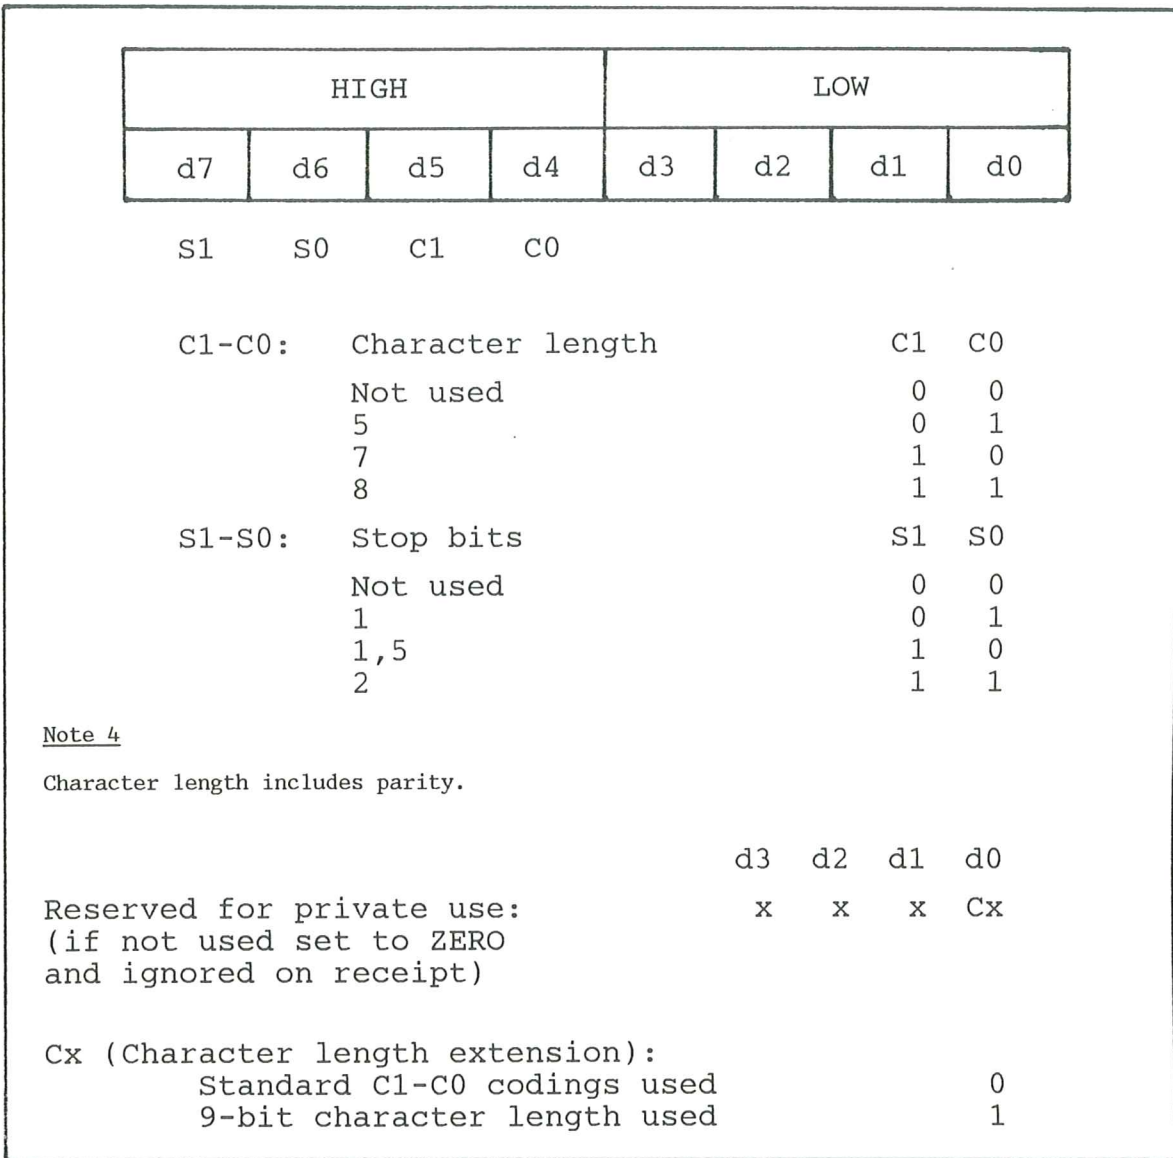 HIGH LOW
d7 d6 d5 d4 d3 d2 d1 d0
S1 S0 C1 C0
C1-C0: Character length C1 C0
Not used 0 0
5 0 1
7 1 0
8 1 1
S1-S0: Stop bits S1 S0
Not used 0 0
1 0 1
1,5 1 0
2 1 1
Note 4
Character length includes parity.
d3 d2 d1 d0
Reserved for private use: x x x Cx
(if not used set to ZERO
and ignored on receipt)
Cx (Character length extension):
Standard C1-C0 codings used 0
9-bit character length used 1